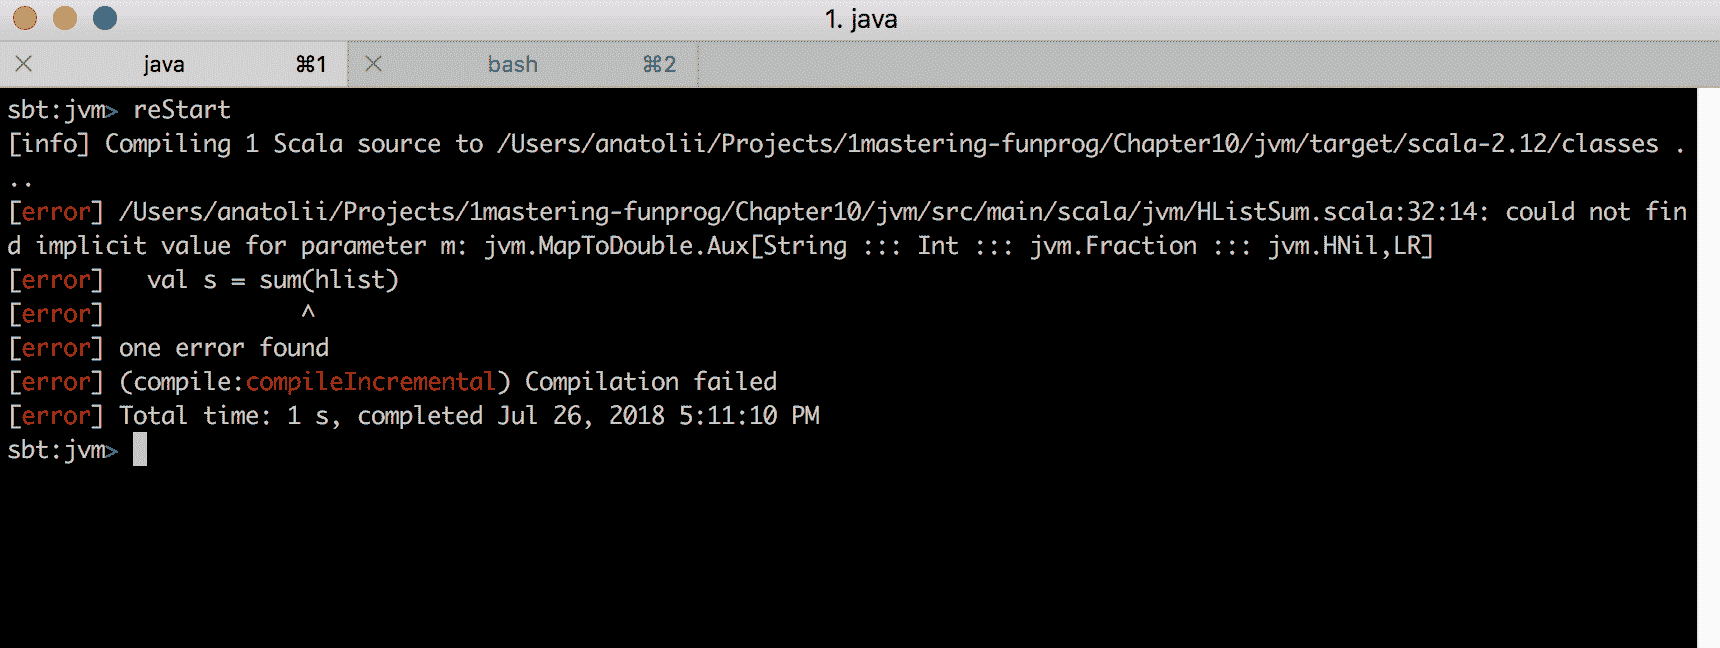 1. java
java ⌘1 bash ⌘2
sbt:jvm> reStart
[info] Compiling 1 Scala source to /Users/anatolii/Projects/1mastering-funprog/Chapter10/jvm/target/scala-2.12/classes .
..
[error] /Users/anatolii/Projects/1mastering-funprog/Chapter10/jvm/src/main/scala/jvm/HListSum.scala:32:14: could not fin
d implicit value for parameter m: jvm.MapToDouble.Aux[String ::: Int ::: jvm.Fraction ::: jvm.HNil,LR]
[error]   val s = sum(hlist)
[error]              ^
[error] one error found
[error] (compile:compileIncremental) Compilation failed
[error] Total time: 1 s, completed Jul 26, 2018 5:11:10 PM
sbt:jvm>